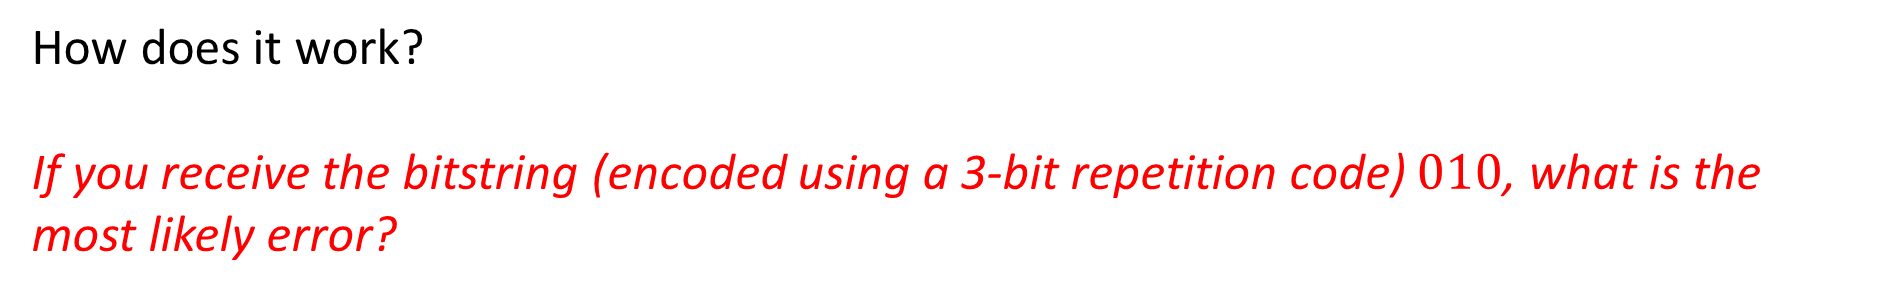 How does it work?
If you receive the bitstring (encoded using a 3-bit repetition code) 010, what is the
most likely error?